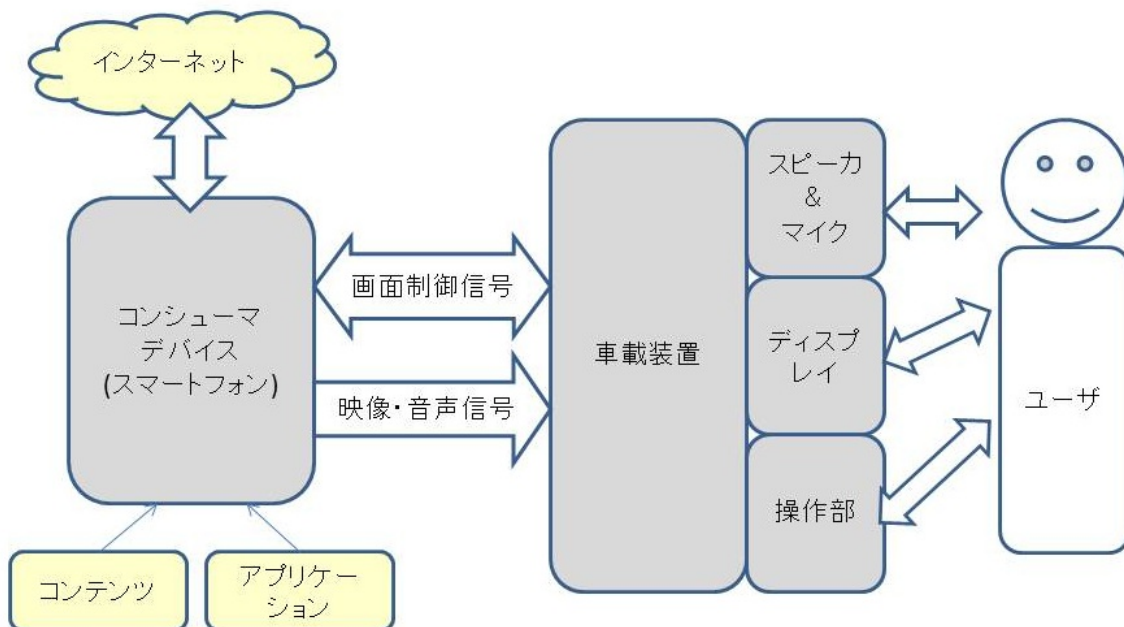 インターネット
コンシューマ
デバイス
(スマートフォン)
コンテンツ
アプリケー
ション
画面制御信号
映像・音声信号
車載装置
スピーカ
&
マイク
ディスプ
レイ
操作部
ユーザ